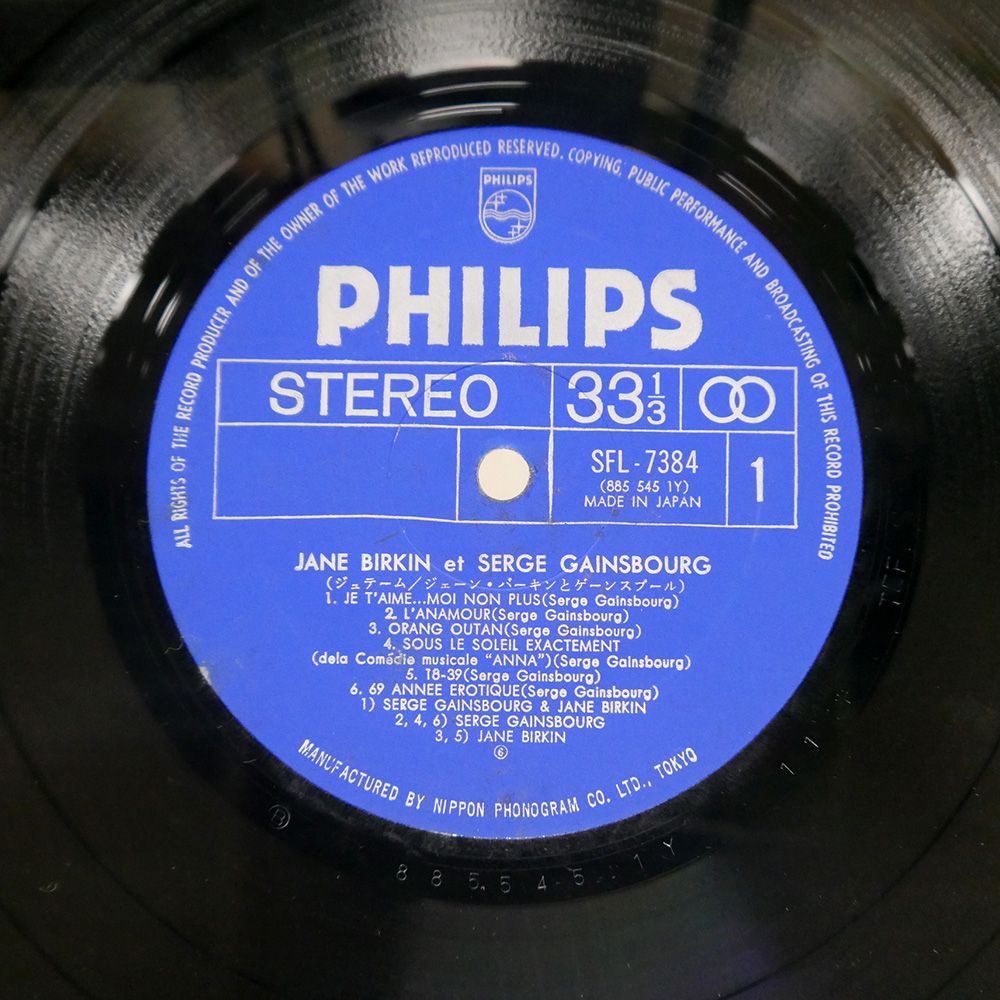 ALL RIGHTS OF THE RECORD PRODUCER AND OF THE OWNER OF THE WORK REPRODUCED RESERVED. COPYING, PUBLIC PERFORMANCE AND BROADCASTING OF THIS RECORD PROHIBITED
PHILIPS
PHILIPS
STEREO 33 1/3
SFL-7384
(885 545 1Y)
MADE IN JAPAN
1
JANE BIRKIN et SERGE GAINSBOURG
(ジュテーム/ジェーン・バーキンとゲーンスブール)
1. JE T'AIME...MOI NON PLUS(Serge Gainsbourg)
2. L'ANAMOUR(Serge Gainsbourg)
3. ORANG OUTAN(Serge Gainsbourg)
4. SOUS LE SOLEIL EXACTEMENT
(dela Comédie musicale "ANNA")(Serge Gainsbourg)
5. 18-39(Serge Gainsbourg)
6. 69 ANNEE EROTIQUE(Serge Gainsbourg)
1) SERGE GAINSBOURG & JANE BIRKIN
2, 4, 6) SERGE GAINSBOURG
3, 5) JANE BIRKIN
6
MANUFACTURED BY NIPPON PHONOGRAM CO. LTD., TOKYO
885545 1Y
11